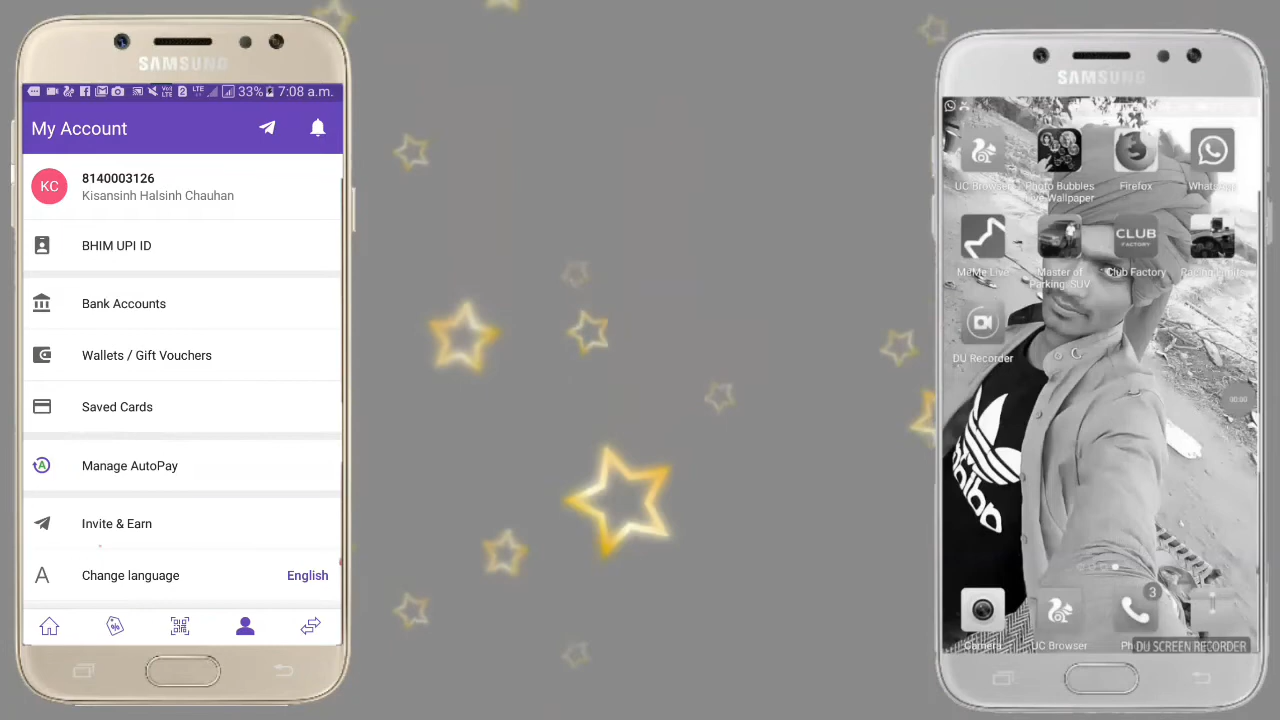 SAMSUNG
33% 7:08 a.m.
My Account
KC
8140003126
Kisansinh Halsinh Chauhan
BHIM UPI ID
Bank Accounts
Wallets / Gift Vouchers
Saved Cards
A
Manage AutoPay
Invite & Earn
A
Change language
English
SAMSUNG
UC Browser
Photo Bubbles
Live Wallpaper
Firefox
MeMe Live
Master of
Parking: SUV
CLUB
FACTORY
Club Factory
DU Recorder
00:00
adidas
3
Camera
UC Browser
DU SCREEN RECORDER